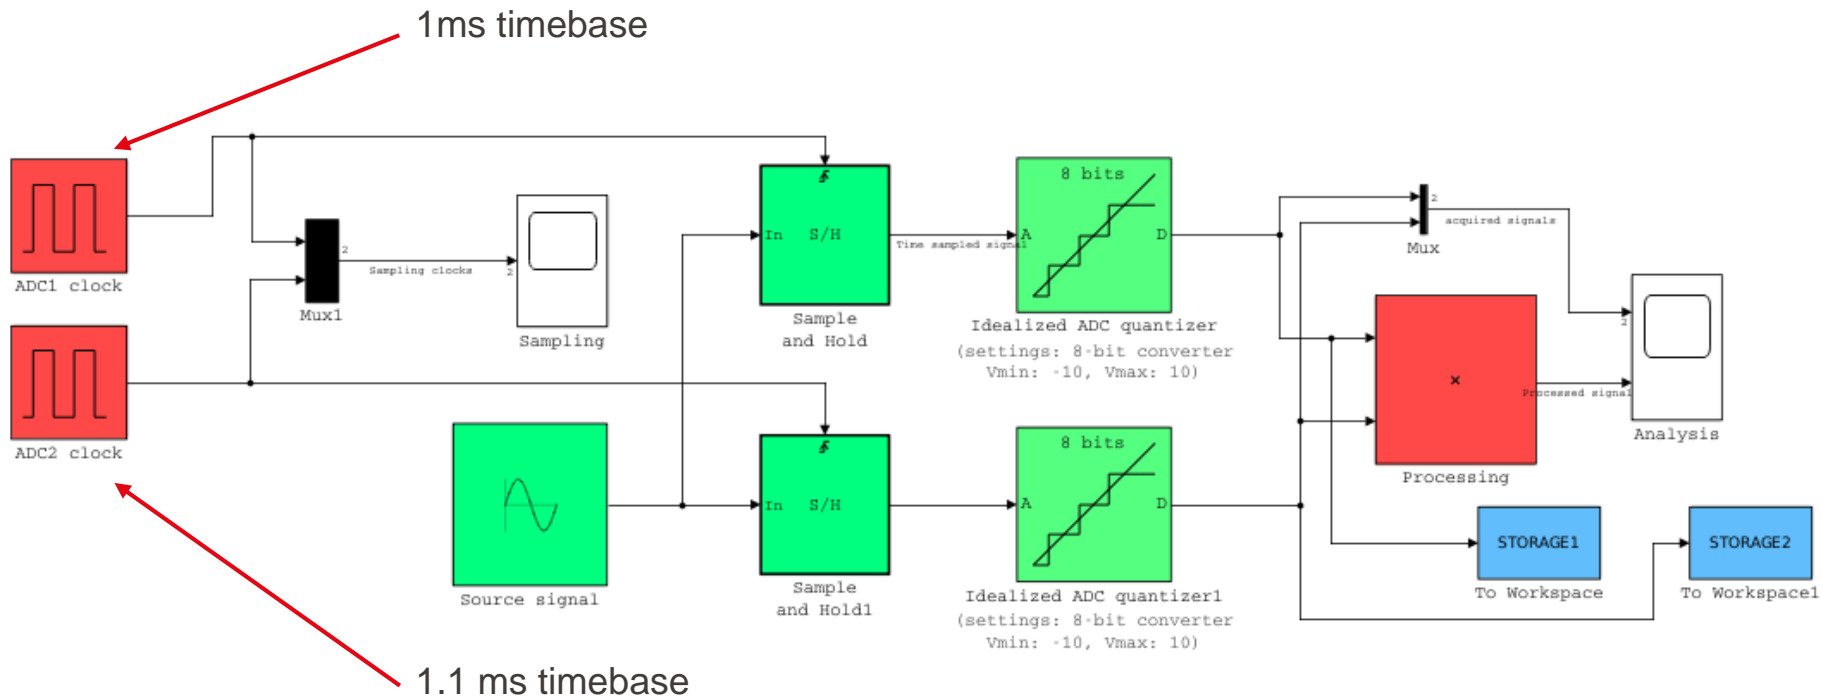 1ms timebase
ADC1 clock
2
Sampling clocks
2
Mux1
Sampling
ADC2 clock
Source signal
In
S/H
Sample
and Hold
Time sampled signal
8 bits
A
D
Idealized ADC quantizer
(settings: 8-bit converter
Vmin: -10, Vmax: 10)
In
S/H
Sample
and Hold1
8 bits
A
D
Idealized ADC quantizer1
(settings: 8-bit converter
Vmin: -10, Vmax: 10)
2
acquired signals
Mux
×
Processed signal
Processing
2
Analysis
STORAGE1
To Workspace
STORAGE2
To Workspace1
1.1 ms timebase